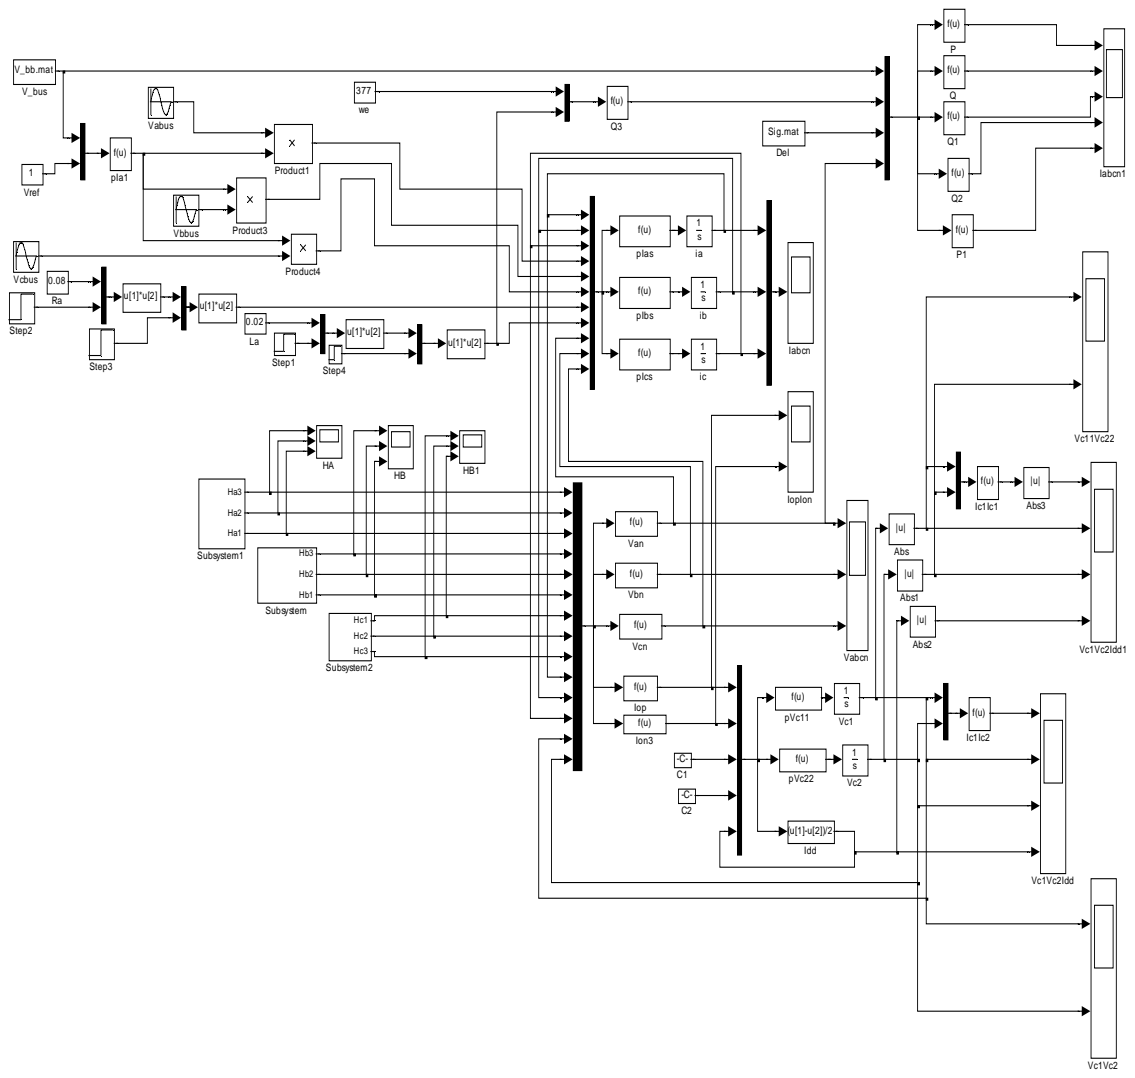 f(u)
P
V_bb.mat
V_bus
f(u)
Q
Vabus
377
we
f(u)
Q3
f(u)
Q1
Iabcn1
Sig.mat
Del
x
Product1
f(u)
pIa1
1
Vref
f(u)
Q2
x
Product3
Vbbus
f(u)
P1
x
Product4
Vcbus
f(u)
pIas
1
s
ia
0.08
Ra
Step2
u[1]*u[2]
u[1]*u[2]
f(u)
pIbs
1
s
ib
0.02
La
Step1
u[1]*u[2]
Step4
u[1]*u[2]
Step3
f(u)
pIcs
1
s
ic
Iabcn
Vc11Vc22
HA
HB
HB1
IopIon
f(u)
Ic1Ic1
|u|
Abs3
Ha3
Ha2
Ha1
Subsystem1
f(u)
Van
|u|
Abs
Hb3
Hb2
Hb1
Subsystem
f(u)
Vbn
|u|
Abs1
Hc1
Hc2
Hc3
Subsystem2
f(u)
Vcn
Vabcn
|u|
Abs2
Vc1Vc2Idd1
f(u)
Iop
f(u)
Ion3
f(u)
pVc11
1
s
Vc1
f(u)
Ic1Ic2
-C-
C1
f(u)
pVc22
1
s
Vc2
-C-
C2
(u[1]-u[2])/2
Idd
Vc1Vc2Idd
Vc1Vc2